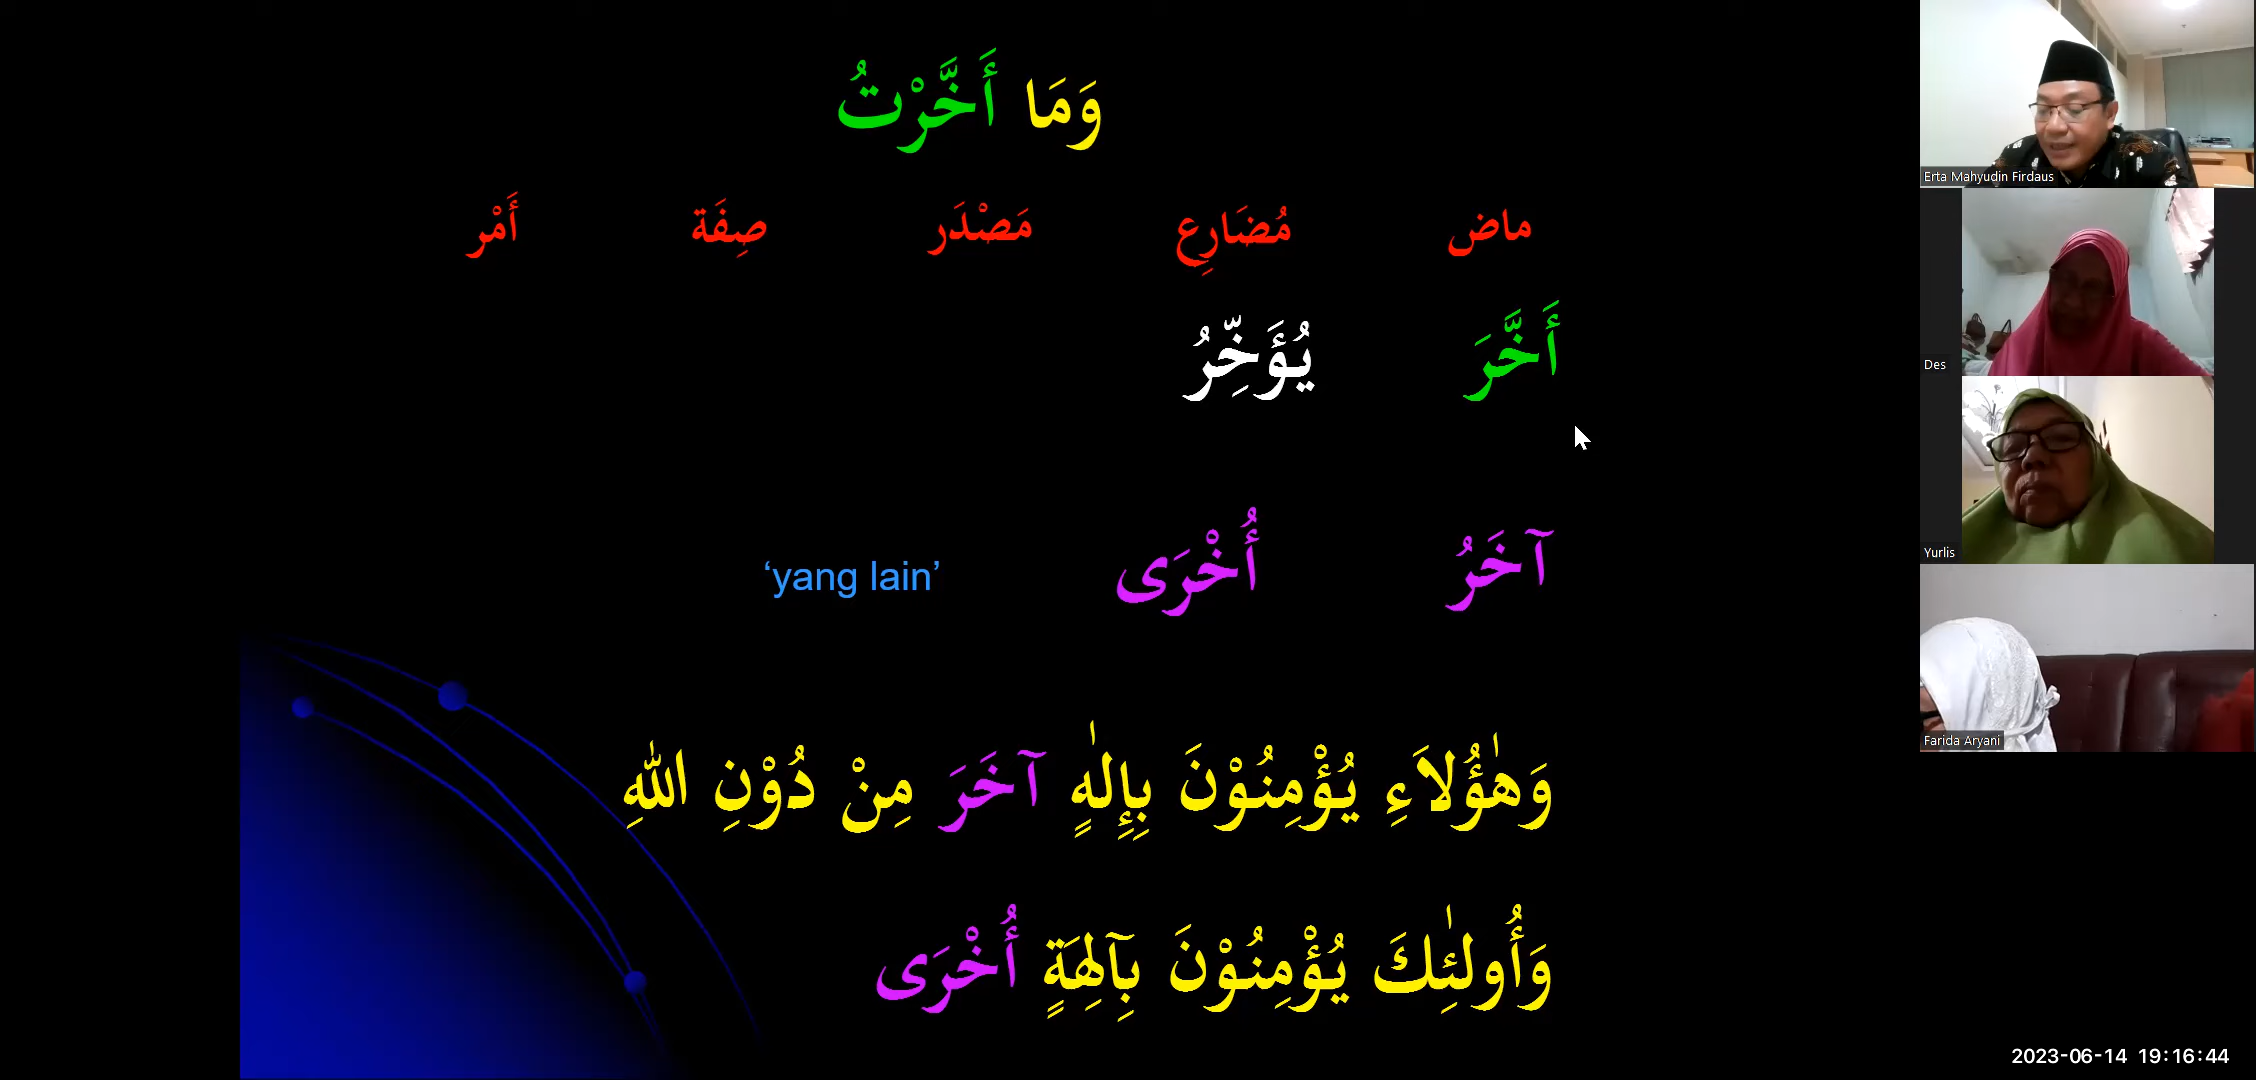 وَمَا أَخَّرْتُ
ماض مُضَارِع مَصْدَر صِفَة أَمْر
أَخَّرَ يُؤَخِّرُ
آخَرُ أُخْرَى ‘yang lain’
وَهٰؤُلاَءِ يُؤْمِنُوْنَ بِإِلٰهٍ آخَرَ مِنْ دُوْنِ اللهِ
وَأُولٰئِكَ يُؤْمِنُوْنَ بِآلِهَةٍ أُخْرَى
Erta Mahyudin Firdaus
Des
Yurlis
Farida Aryani
2023-06-14 19:16:44